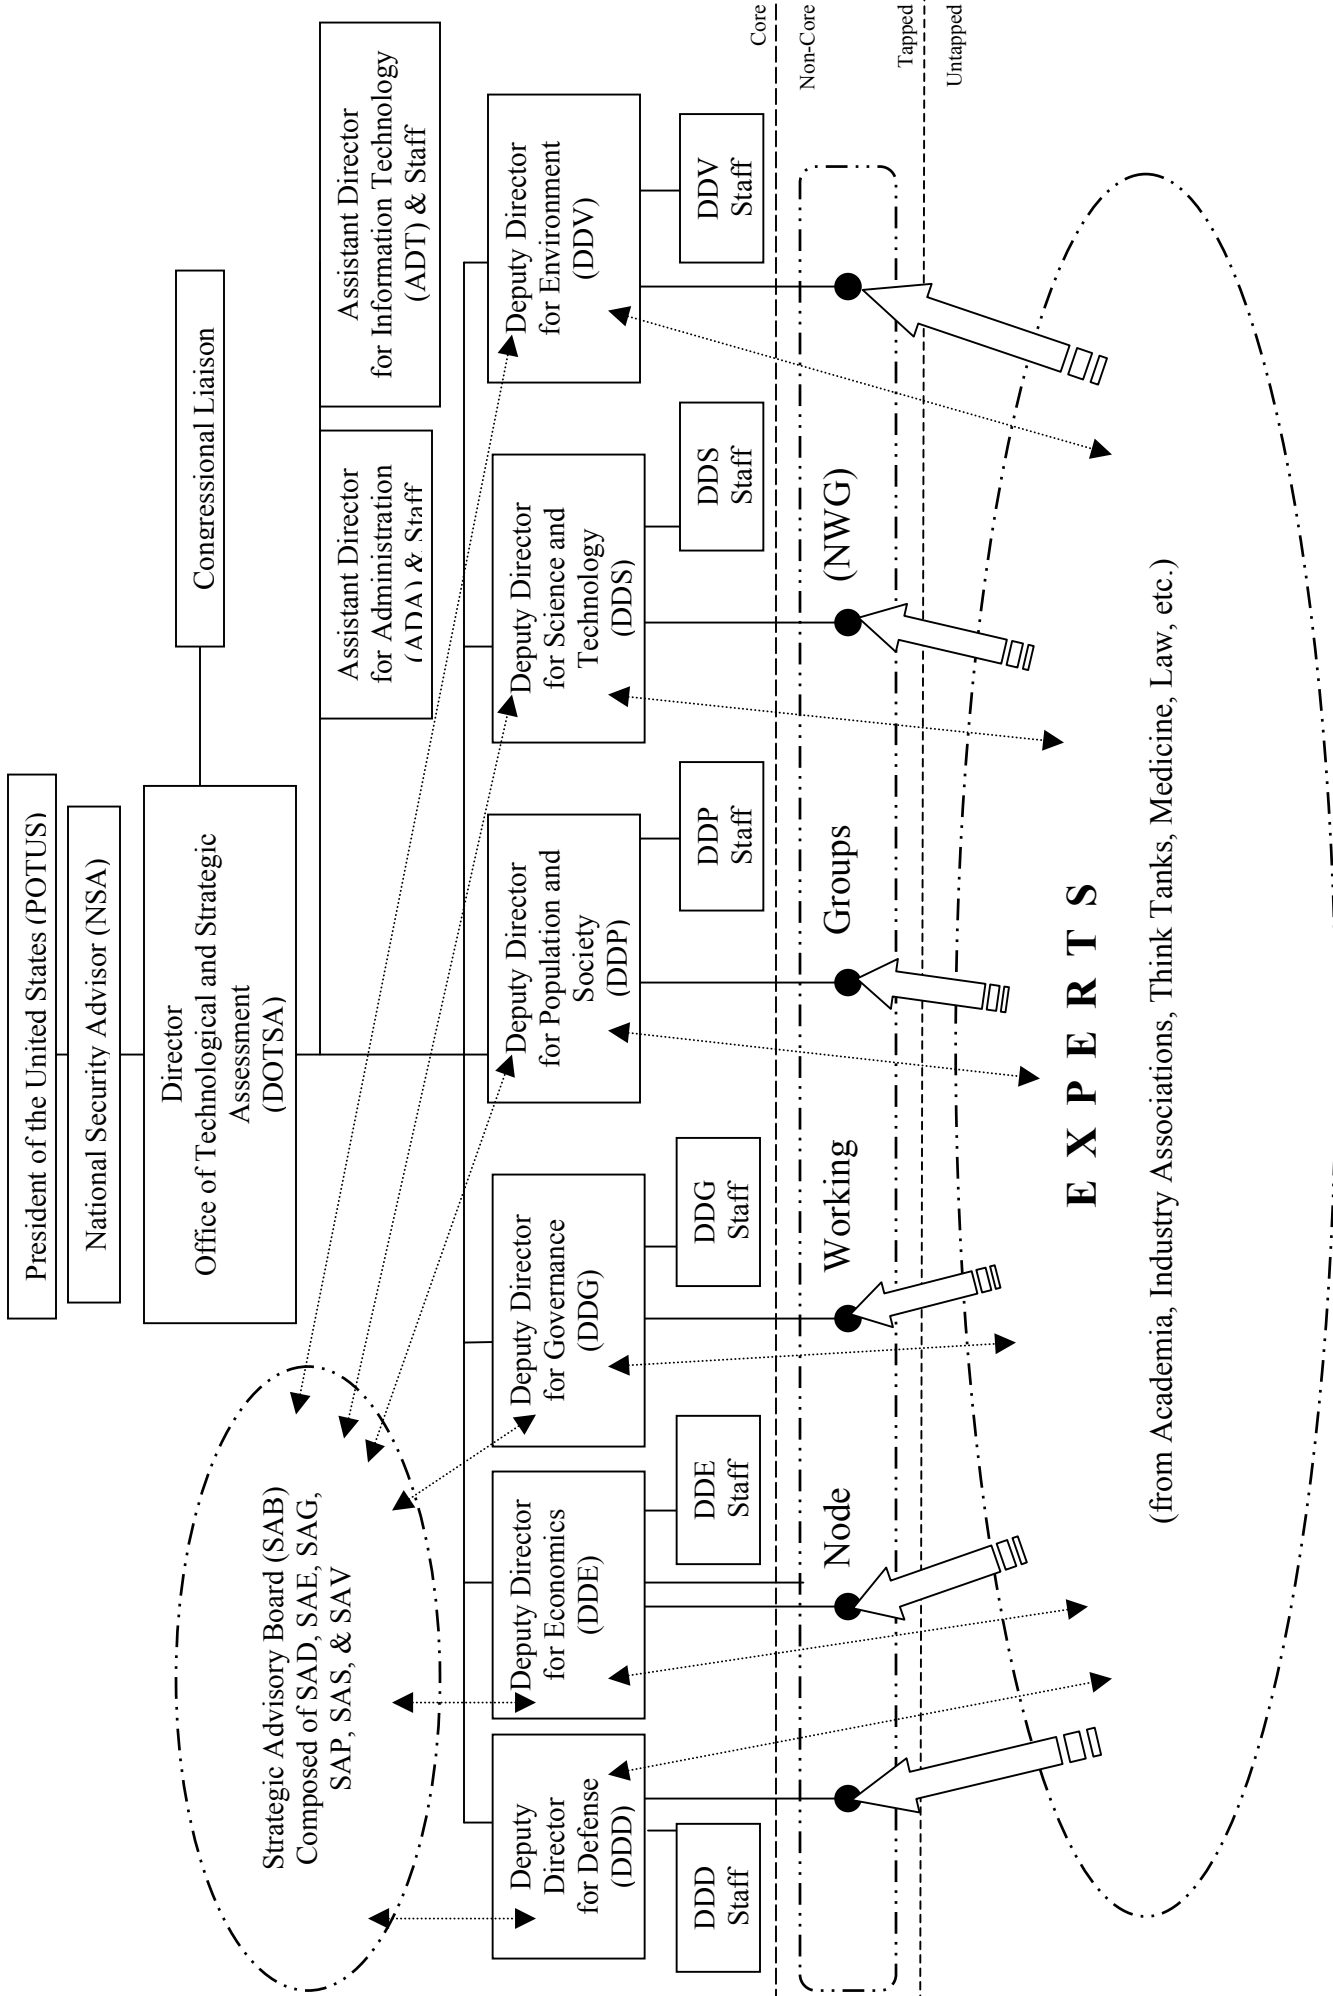 President of the United States (POTUS)
National Security Advisor (NSA)
Director
Office of Technological and Strategic
Assessment
(DOTSA)
Congressional Liaison
Strategic Advisory Board (SAB)
Composed of SAD, SAE, SAG,
SAP, SAS, & SAV
Assistant Director
for Administration
(ADA) & Staff
Assistant Director
for Information Technology
(ADT) & Staff
Deputy
Director
for Defense
(DDD)
Deputy Director
for Economics
(DDE)
Deputy Director
for Governance
(DDG)
Deputy Director
for Population and
Society
(DDP)
Deputy Director
for Science and
Technology
(DDS)
Deputy Director
for Environment
(DDV)
DDD
Staff
DDE
Staff
DDG
Staff
DDP
Staff
DDS
Staff
DDV
Staff
Core
Non-Core
Node Working Groups (NWG)
Tapped
Untapped
E X P E R T S
(from Academia, Industry Associations, Think Tanks, Medicine, Law, etc.)